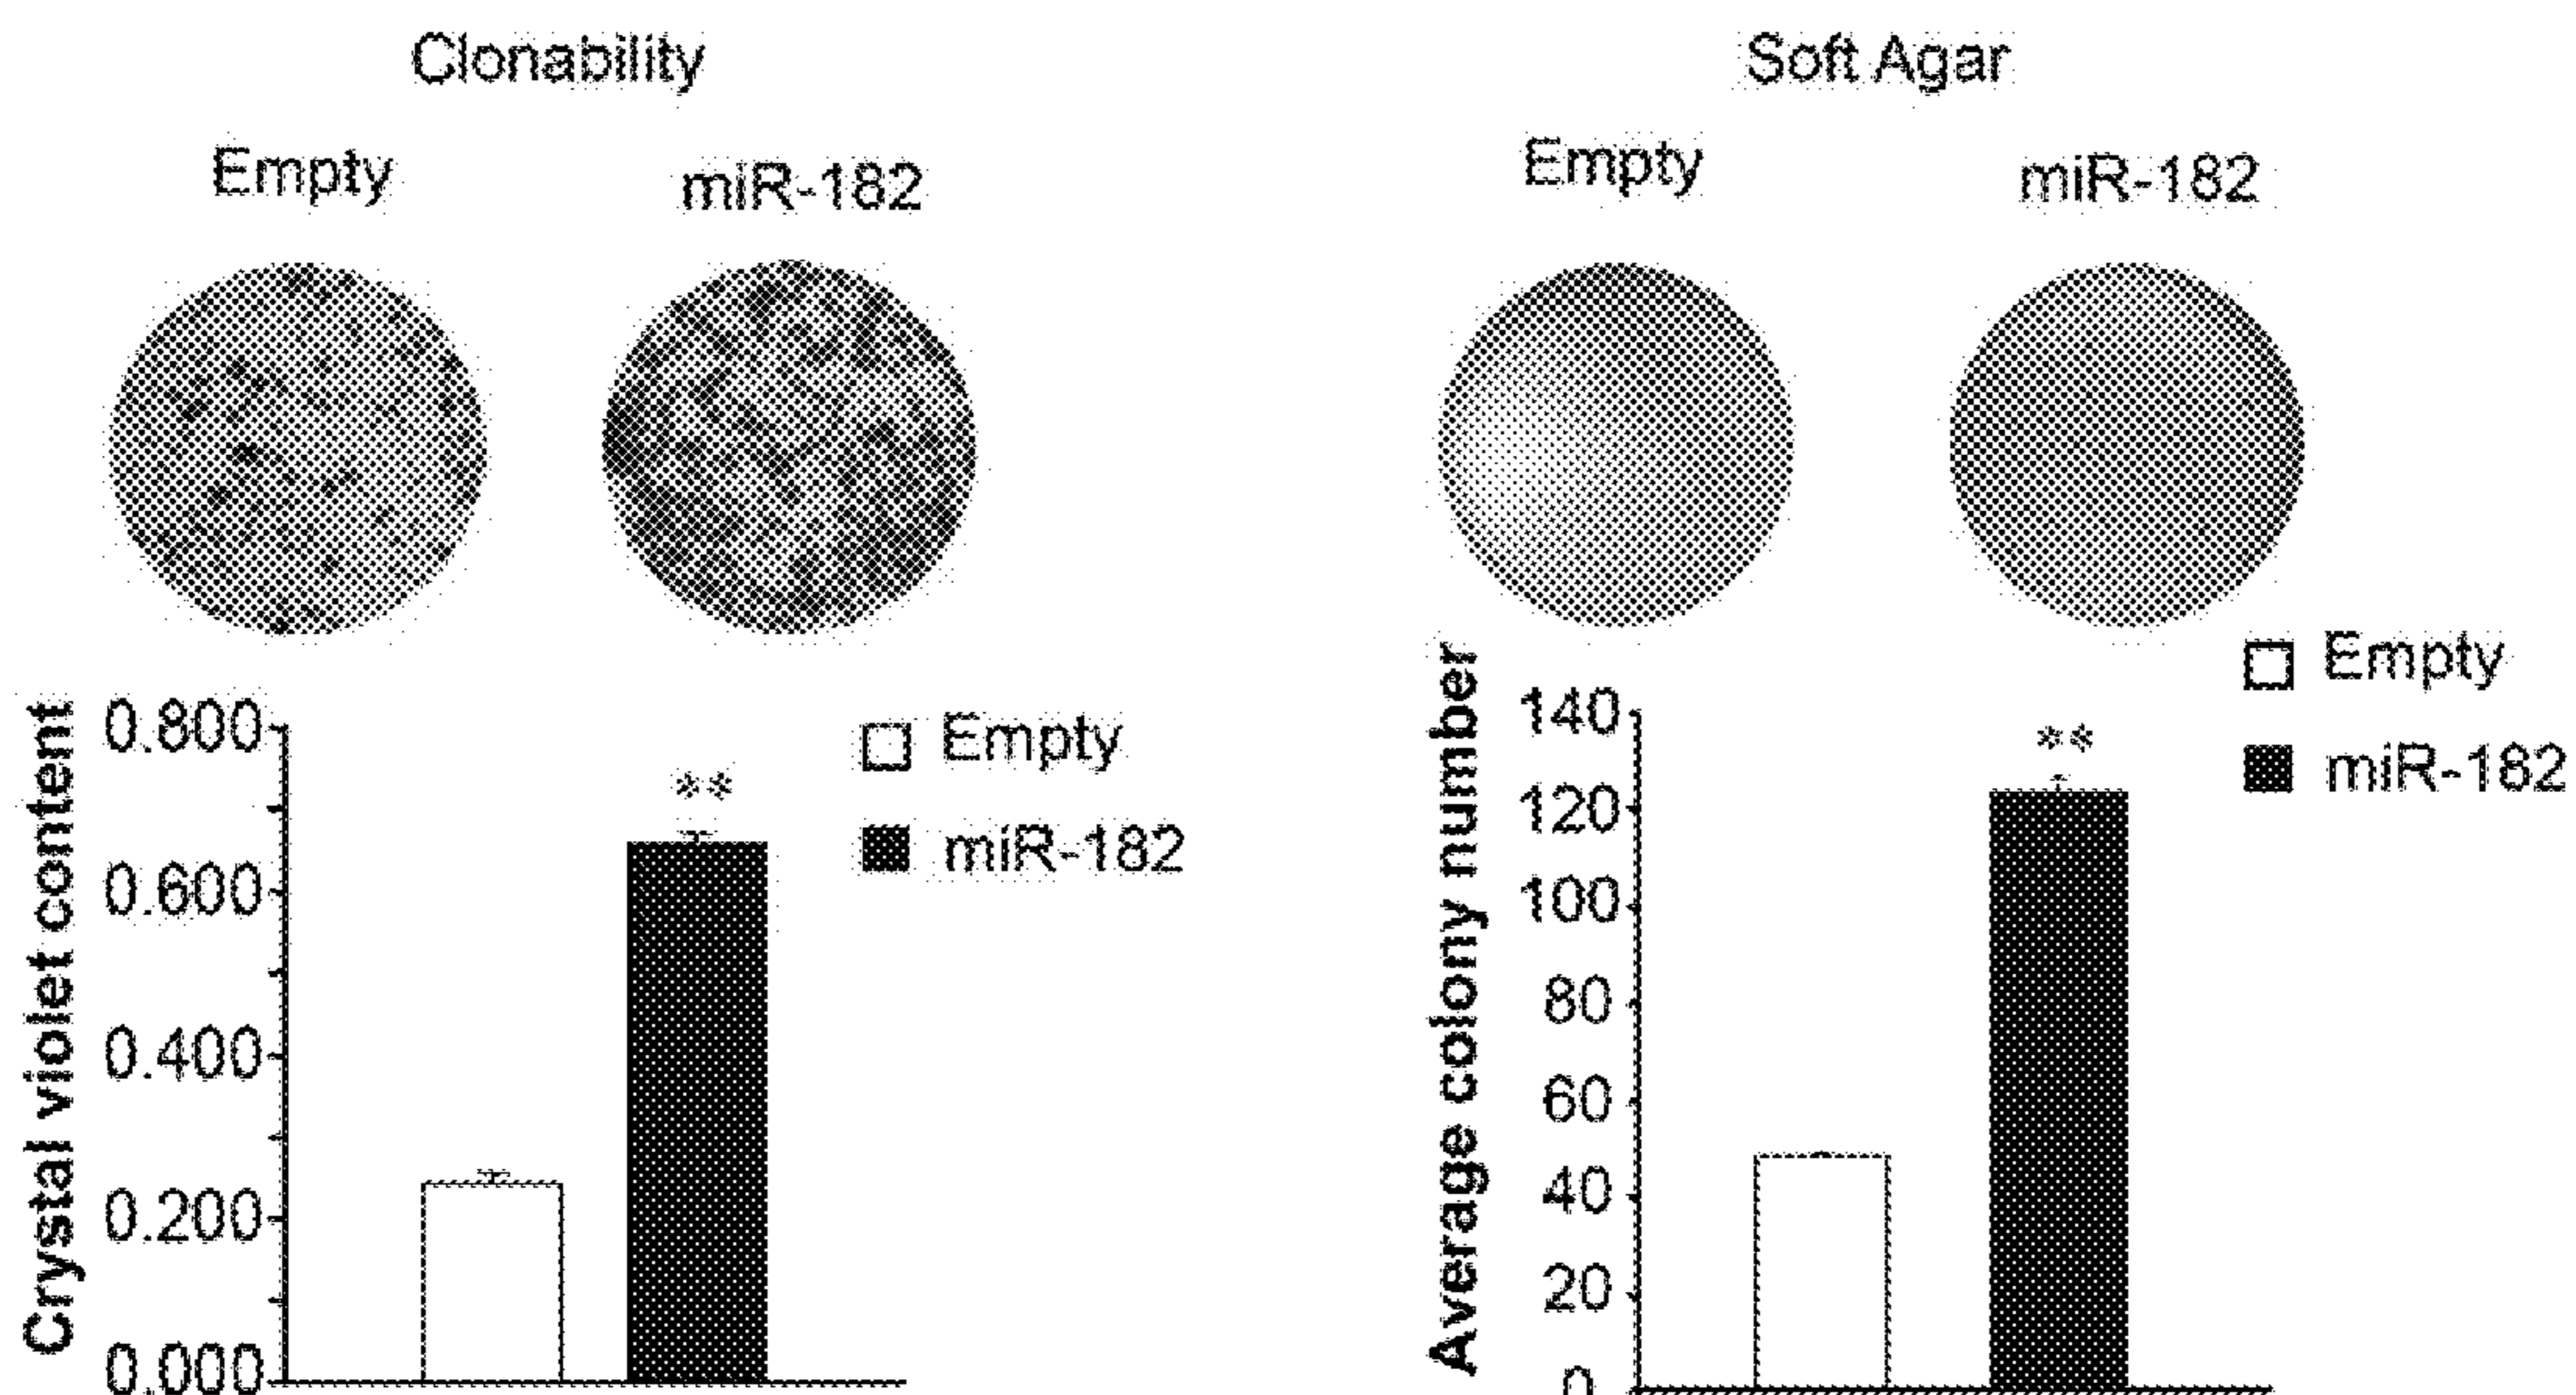 Clonability
Empty
miR-182
Crystal violet content
0.800
0.600
0.400
0.200
0.000
**
Empty
miR-182
Soft Agar
Empty
miR-182
Average colony number
140
120
100
80
60
40
20
0
**
Empty
miR-182